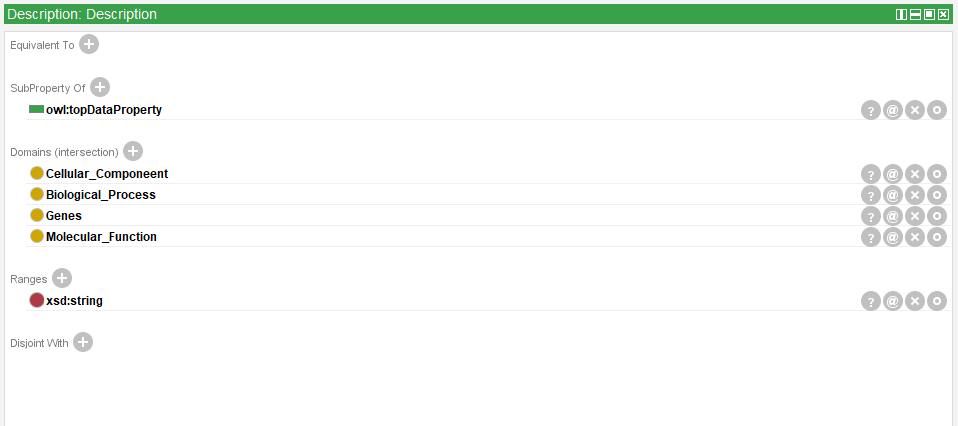 Description: Description
Equivalent To
SubProperty Of
owl:topDataProperty
Domains (intersection)
Cellular_Componeent
Biological_Process
Genes
Molecular_Function
Ranges
xsd:string
Disjoint With